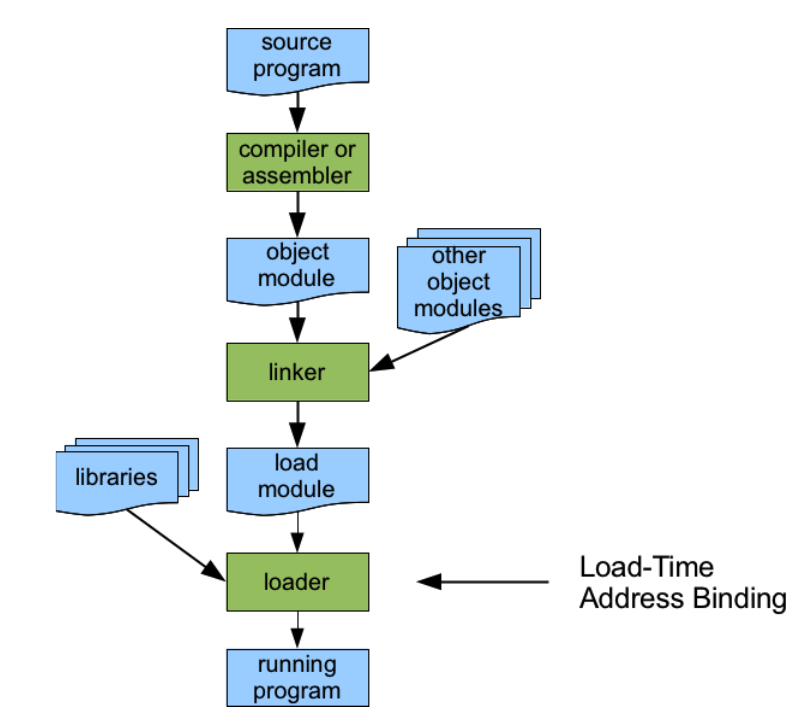 source
program
compiler or
assembler
object
module
other
object
modules
linker
load
module
libraries
loader
Load-Time
Address Binding
running
program